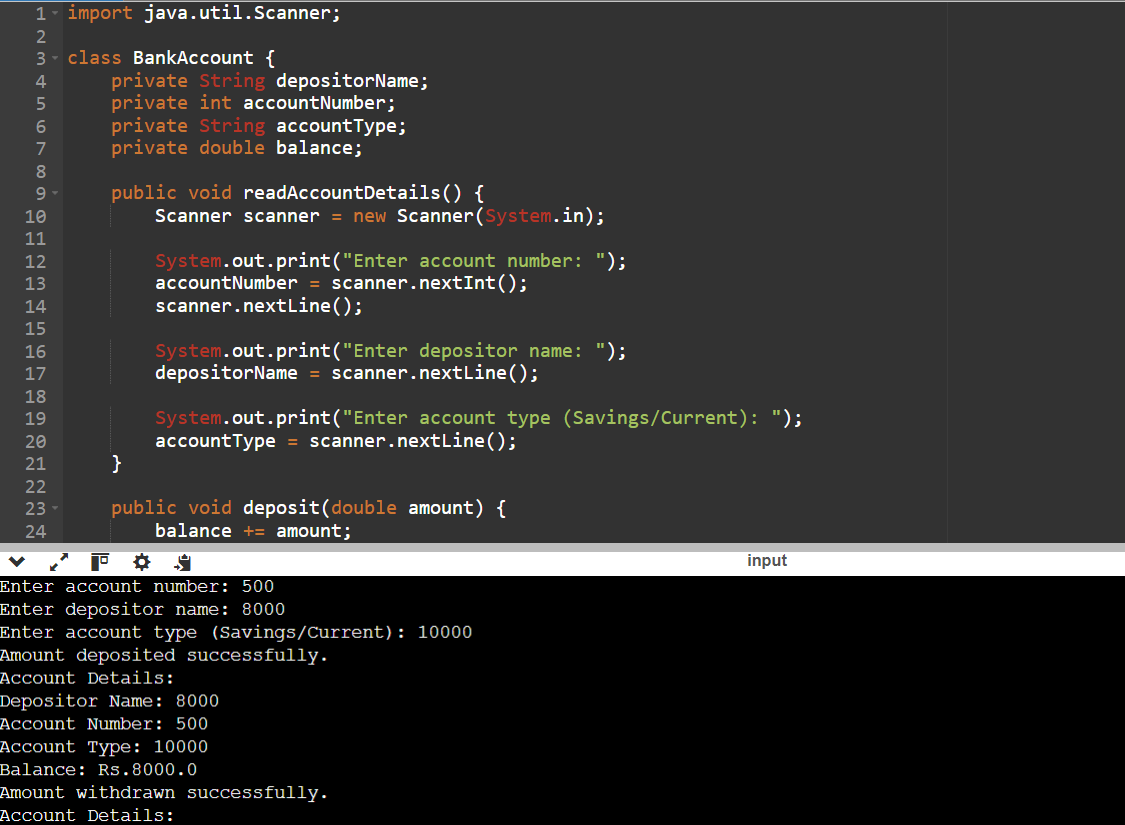 1 import java.util.Scanner;
2
3 class BankAccount {
4     private String depositorName;
5     private int accountNumber;
6     private String accountType;
7     private double balance;
8
9     public void readAccountDetails() {
10         Scanner scanner = new Scanner(System.in);
11
12         System.out.print("Enter account number: ");
13         accountNumber = scanner.nextInt();
14         scanner.nextLine();
15
16         System.out.print("Enter depositor name: ");
17         depositorName = scanner.nextLine();
18
19         System.out.print("Enter account type (Savings/Current): ");
20         accountType = scanner.nextLine();
21     }
22
23     public void deposit(double amount) {
24         balance += amount;
input
Enter account number: 500
Enter depositor name: 8000
Enter account type (Savings/Current): 10000
Amount deposited successfully.
Account Details:
Depositor Name: 8000
Account Number: 500
Account Type: 10000
Balance: Rs.8000.0
Amount withdrawn successfully.
Account Details: